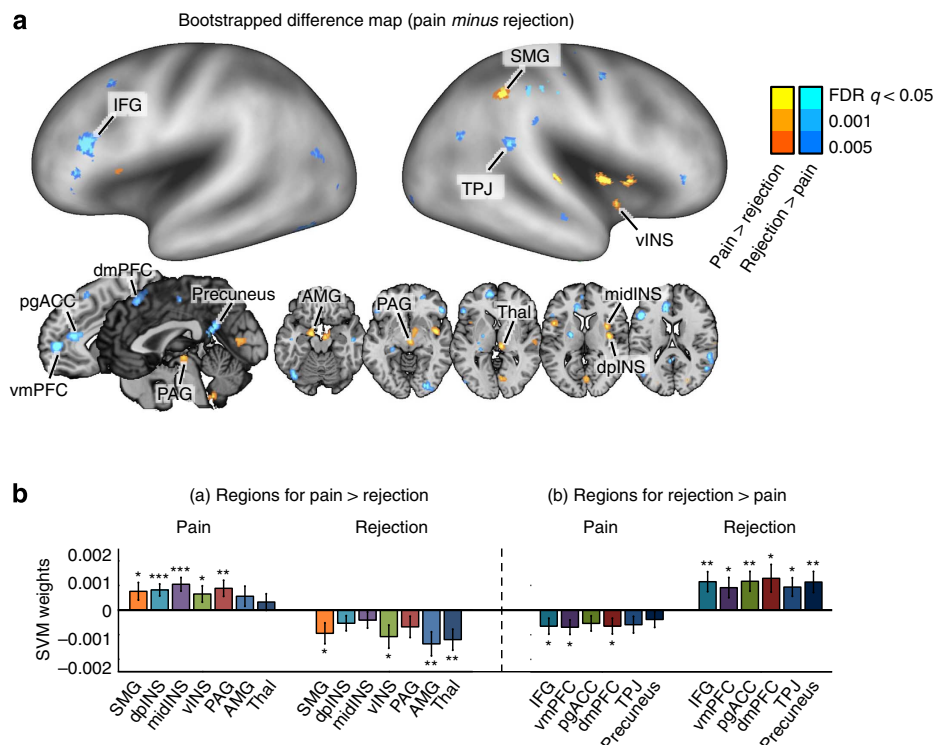 a
Bootstrapped difference map (pain minus rejection)
SMG
IFG
TPJ
vINS
FDR q < 0.05
0.001
0.005
Pain > rejection
Rejection > pain
dmPFC
pgACC
Precuneus
vmPFC
PAG
AMG
PAG
Thal
midINS
dpINS
b
(a) Regions for pain > rejection
(b) Regions for rejection > pain
Pain
Rejection
Pain
Rejection
SVM weights
0.002
0.001
0
−0.001
−0.002
* *** *** * **
* * ** **
* * *
** * ** * * **
SMG
dpINS
midINS
vINS
PAG
AMG
Thal
SMG
dpINS
midINS
vINS
PAG
AMG
Thal
IFG
vmPFC
pgACC
dmPFC
TPJ
Precuneus
IFG
vmPFC
pgACC
dmPFC
TPJ
Precuneus